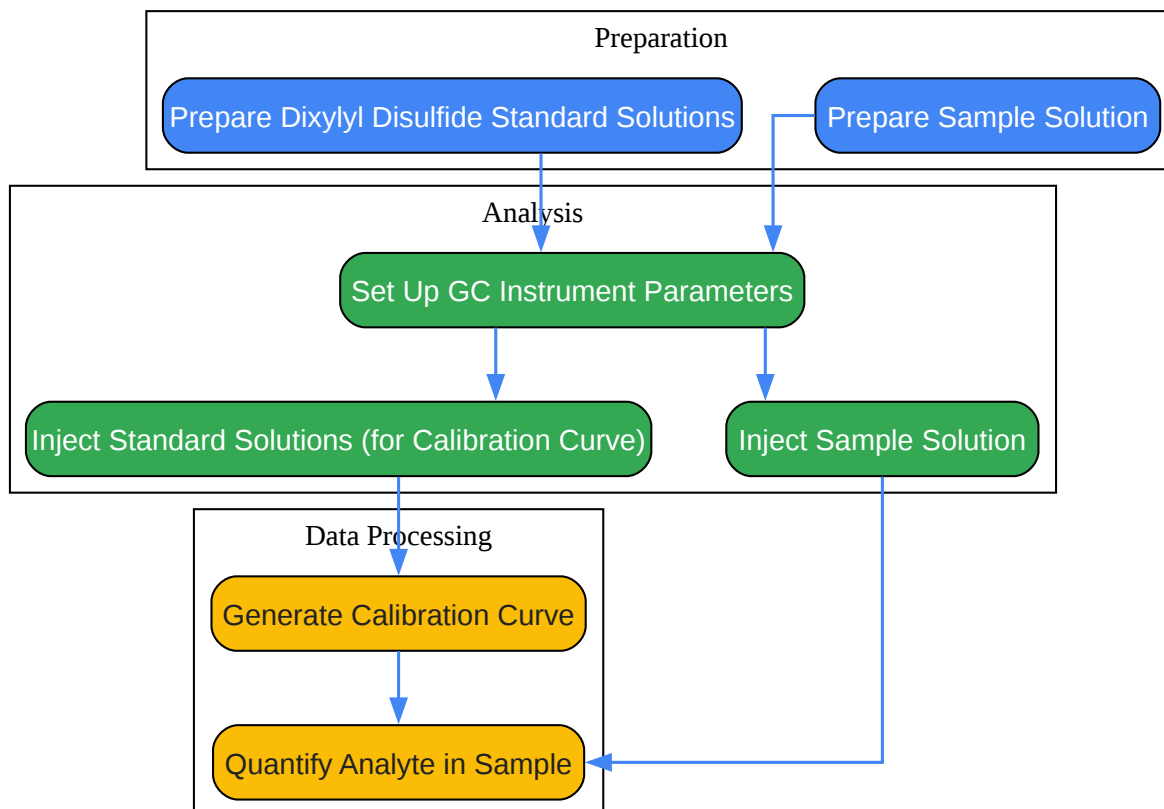 Preparation
Prepare Dixylyl Disulfide Standard Solutions
Prepare Sample Solution
Analysis
Set Up GC Instrument Parameters
Inject Standard Solutions (for Calibration Curve)
Inject Sample Solution
Data Processing
Generate Calibration Curve
Quantify Analyte in Sample